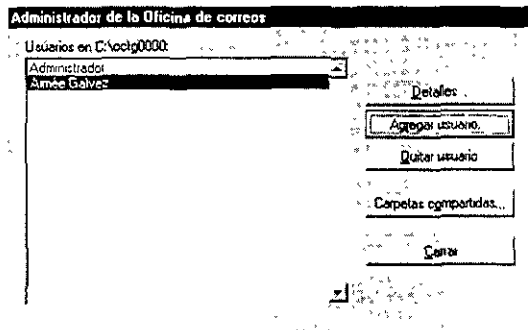 Administrador de la Oficina de correos
Usuarios en C:\octg0000:
Administrador
Aimée Galvez
Detalles...
Agregar usuario...
Quitar usuario
Carpetas compartidas...
Cerrar